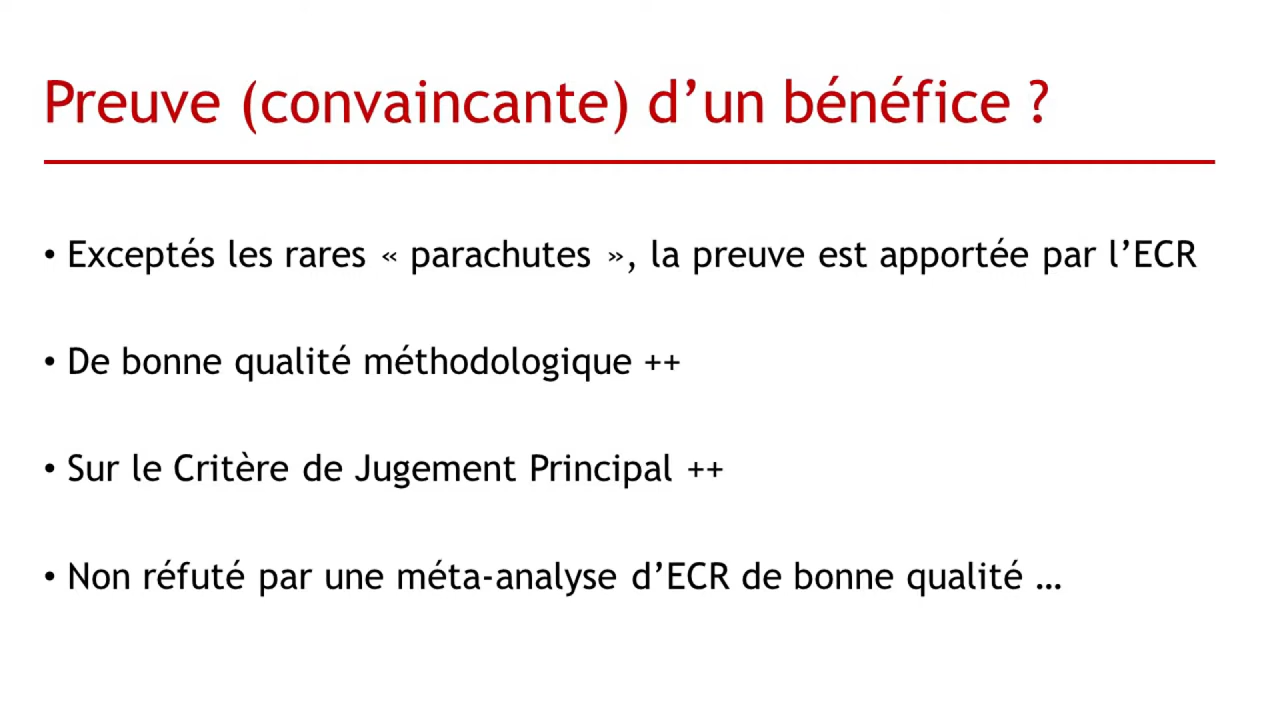 Preuve (convaincante) d’un bénéfice ?
• Exceptés les rares « parachutes », la preuve est apportée par l’ECR
• De bonne qualité méthodologique ++
• Sur le Critère de Jugement Principal ++
• Non réfuté par une méta-analyse d’ECR de bonne qualité …